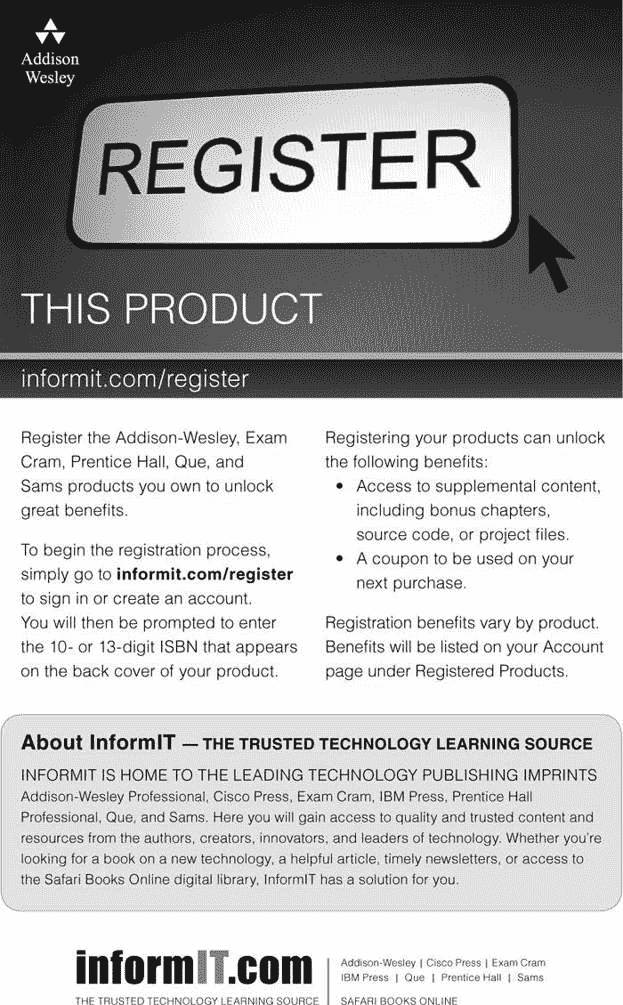 Addison
Wesley
REGISTER
THIS PRODUCT
informit.com/register
Register the Addison-Wesley, Exam
Cram, Prentice Hall, Que, and
Sams products you own to unlock
great benefits.
To begin the registration process,
simply go to informit.com/register
to sign in or create an account.
You will then be prompted to enter
the 10- or 13-digit ISBN that appears
on the back cover of your product.
Registering your products can unlock
the following benefits:
• Access to supplemental content,
including bonus chapters,
source code, or project files.
• A coupon to be used on your
next purchase.
Registration benefits vary by product.
Benefits will be listed on your Account
page under Registered Products.
About InformIT — THE TRUSTED TECHNOLOGY LEARNING SOURCE
INFORMIT IS HOME TO THE LEADING TECHNOLOGY PUBLISHING IMPRINTS
Addison-Wesley Professional, Cisco Press, Exam Cram, IBM Press, Prentice Hall
Professional, Que, and Sams. Here you will gain access to quality and trusted content and
resources from the authors, creators, innovators, and leaders of technology. Whether you're
looking for a book on a new technology, a helpful article, timely newsletters, or access to
the Safari Books Online digital library, InformIT has a solution for you.
informIT.com
THE TRUSTED TECHNOLOGY LEARNING SOURCE
Addison-Wesley | Cisco Press | Exam Cram
IBM Press | Que | Prentice Hall | Sams
SAFARI BOOKS ONLINE